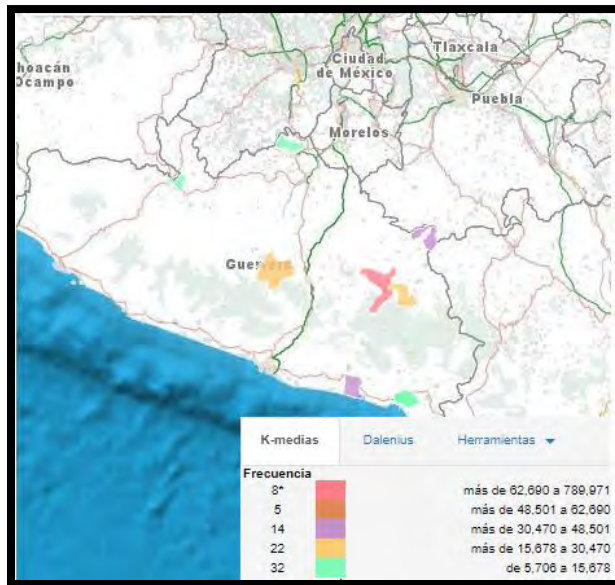 Tlaxcala
Ciudad
de México
hoacán
Ocampo
Puebla
Morelos
Guerrero
K-medias Dalenius Herramientas
Frecuencia
8* más de 62,690 a 789,971
5 más de 48,501 a 62,690
14 más de 30,470 a 48,501
22 más de 15,678 a 30,470
32 de 5,706 a 15,678